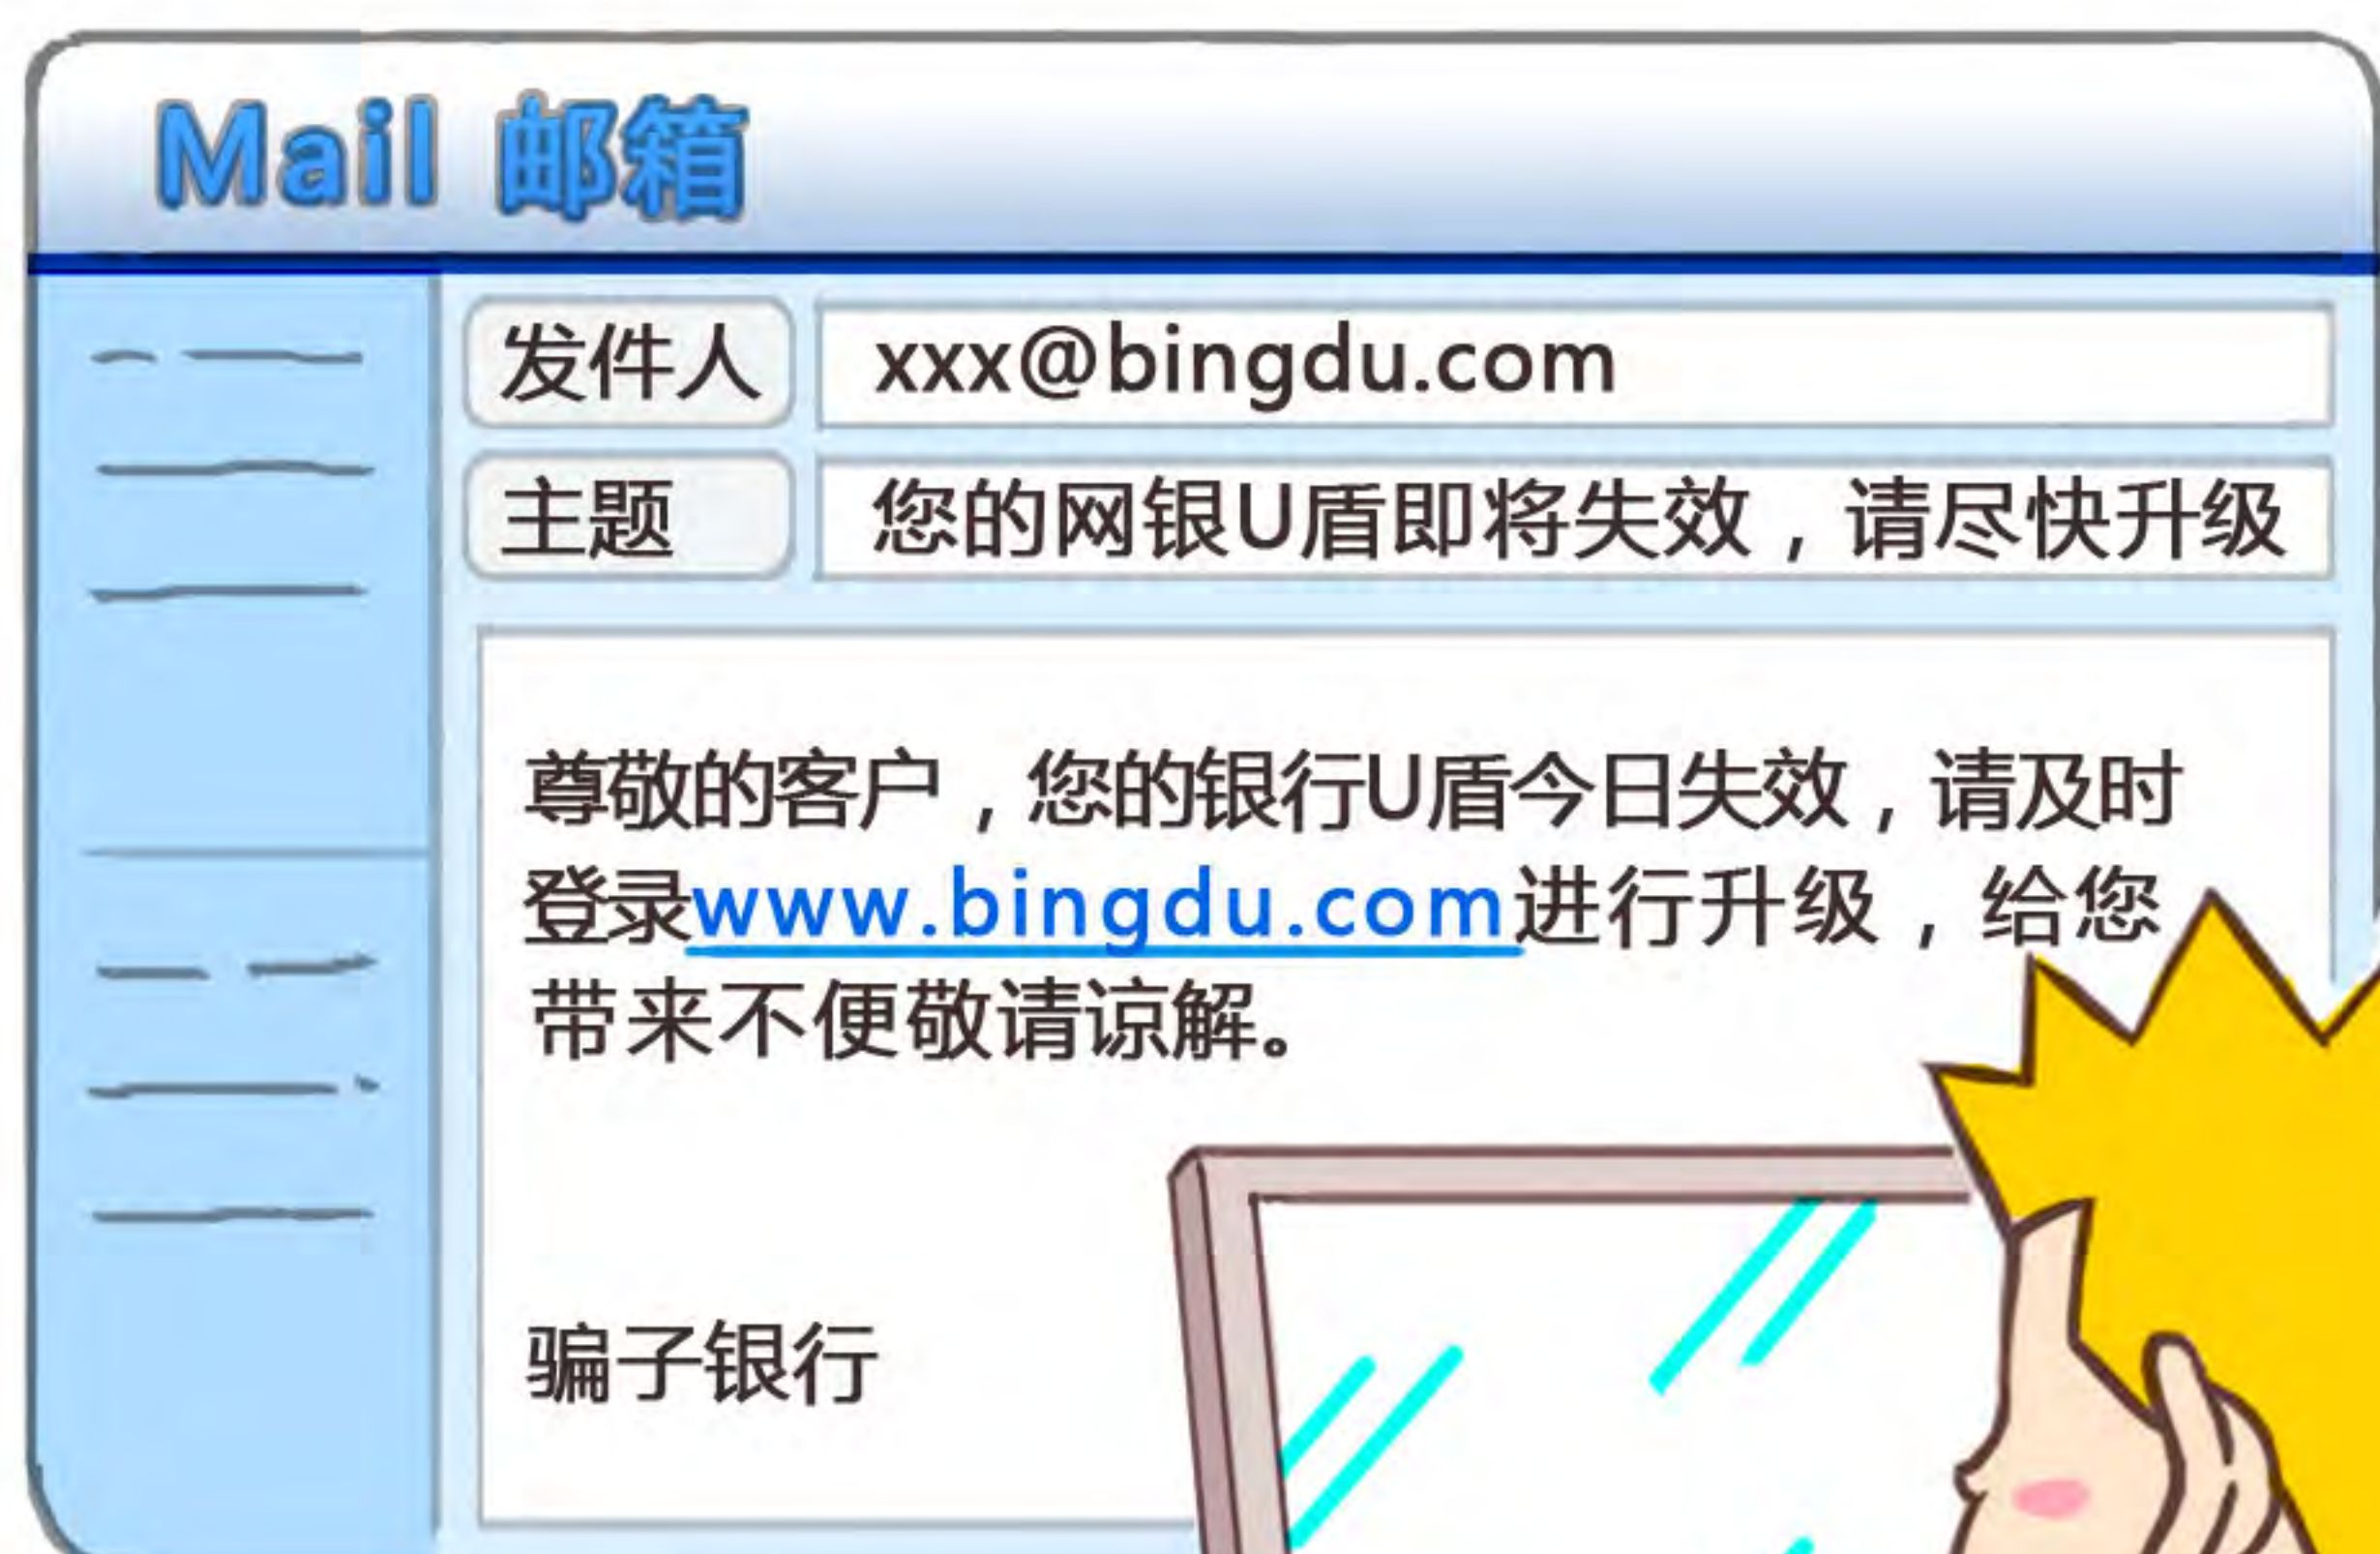 Mail 邮箱
发件人 xxx@bingdu.com
主题 您的网银U盾即将失效，请尽快升级
尊敬的客户，您的银行U盾今日失效，请及时
登录www.bingdu.com进行升级，给您
带来不便敬请谅解。
骗子银行